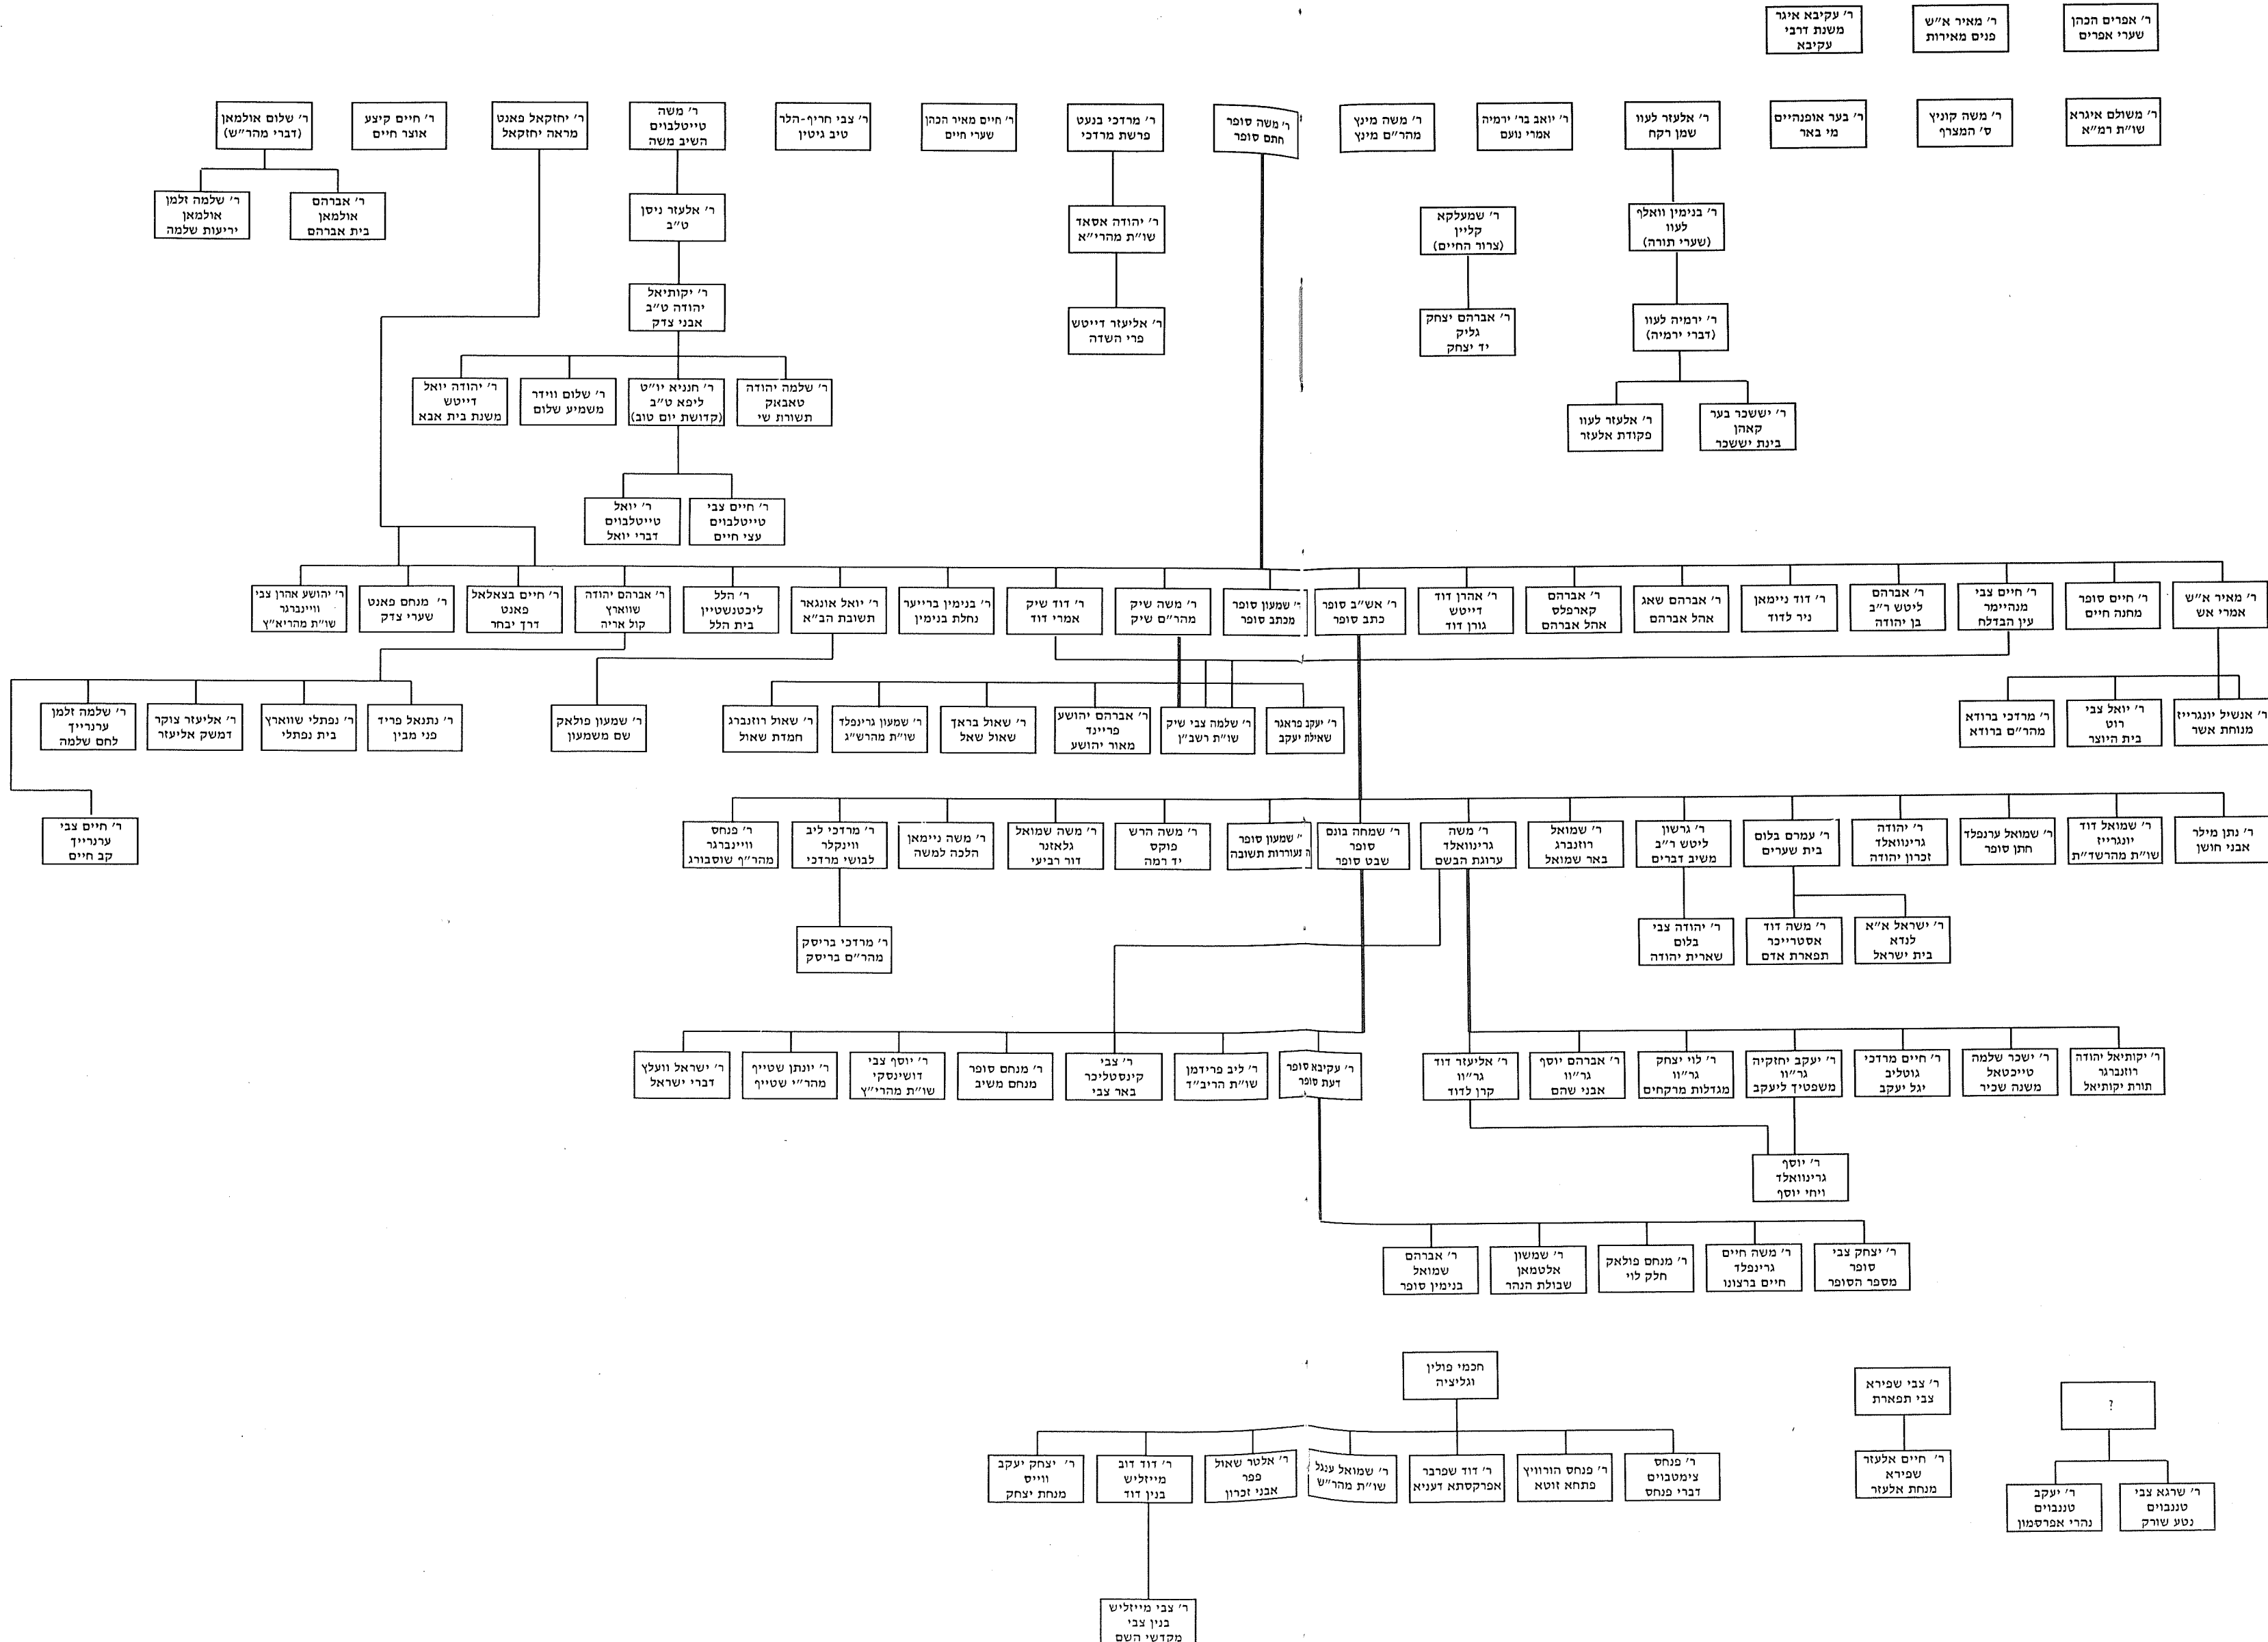 ר׳ אפרים הכהן
שערי אפרים
ר׳ מאיר א״ש
פנים מאירות
ר׳ עקיבא איגר
משנת דרבי
עקיבא
ר׳ משולם איגרא
שו״ת רמ״א
ר׳ משה קוניץ
ס׳ המצרף
ר׳ בער אופנהיים
מי באר
ר׳ אלעזר לעוו
שמן רקח
ר׳ יואב בר׳ ירמיה
אמרי נועם
ר׳ משה מינץ
מהר״ם מינץ
ר׳ משה סופר
חתם סופר
ר׳ מרדכי בנעט
פרשת מרדכי
ר׳ חיים מאיר הכהן
שערי חיים
ר׳ צבי חריף-הלר
טיב גיטין
ר׳ משה
טייטלבוים
השיב משה
ר׳ יחזקאל פאנט
מראה יחזקאל
ר׳ חיים קיצע
אוצר חיים
ר׳ שלום אולמאן
(דברי מהר״ש)
ר׳ בנימין וואלף
לעוו
(שערי תורה)
ר׳ שמעלקא
קליין
(צרור החיים)
ר׳ יהודה אסאד
שו״ת מהרי״א
ר׳ אלעזר ניסן
ט״ב
ר׳ אברהם
אולמאן
בית אברהם
ר׳ שלמה זלמן
אולמאן
יריעות שלמה
ר׳ ירמיה לעוו
(דברי ירמיה)
ר׳ אברהם יצחק
גליק
יד יצחק
ר׳ אליעזר דייטש
פרי השדה
ר׳ יקותיאל
יהודה ט״ב
אבני צדק
ר׳ יששכר בער
קאהן
בינת יששכר
ר׳ אלעזר לעוו
פקודת אלעזר
ר׳ שלמה יהודה
טאבאק
תשורת שי
ר׳ חנניא יו״ט
ליפא ט״ב
(קדושת יום טוב)
ר׳ שלום ווידר
משמיע שלום
ר׳ יהודה יואל
דייטש
משנת בית אבא
ר׳ חיים צבי
טייטלבוים
עצי חיים
ר׳ יואל
טייטלבוים
דברי יואל
ר׳ מאיר א״ש
אמרי אש
ר׳ חיים סופר
מחנה חיים
ר׳ חיים צבי
מנהיימר
עין הבדלח
ר׳ אברהם
ליטש ר״ב
בן יהודה
ר׳ דוד ניימאן
ניר לדוד
ר׳ אברהם שאג
אהל אברהם
ר׳ אברהם
קארפלס
אהל אברהם
ר׳ אהרן דוד
דייטש
גורן דוד
ר׳ אש״ב סופר
כתב סופר
ר׳ שמעון סופר
מכתב סופר
ר׳ משה שיק
מהר״ם שיק
ר׳ דוד שיק
אמרי דוד
ר׳ בנימין ברייער
נחלת בנימין
ר׳ יואל אונגאר
תשובת הב״א
ר׳ הלל
ליכטנשטיין
בית הלל
ר׳ אברהם יהודה
שווארץ
קול אריה
ר׳ חיים בצאלאל
פאנט
דרך יבחר
ר׳ מנחם פאנט
שערי צדק
ר׳ יהושע אהרן צבי
וויינברגר
שו״ת מהריא״ץ
ר׳ אנשיל יונגרייז
מנוחת אשר
ר׳ יואל צבי
רוט
בית היוצר
ר׳ מרדכי ברודא
מהר״ם ברודא
ר׳ יעקב פראגר
שאילת יעקב
ר׳ שלמה צבי שיק
שו״ת רשב״ן
ר׳ אברהם יהושע
פריינד
מאור יהושע
ר׳ שאול בראך
שאול שאל
ר׳ שמעון גרינפלד
שו״ת מהרש״ג
ר׳ שאול רוזנברג
חמדת שאול
ר׳ שמעון פולאק
שם משמעון
ר׳ נתנאל פריד
פני מבין
ר׳ נפתלי שווארץ
בית נפתלי
ר׳ אליעזר צוקר
דמשק אליעזר
ר׳ שלמה זלמן
ערנרייך
לחם שלמה
ר׳ נתן מילר
אבני חושן
ר׳ שמואל דוד
יונגרייז
שו״ת מהרשד״ת
ר׳ שמואל ערנפלד
חתן סופר
ר׳ יהודה
גרינוואלד
זכרון יהודה
ר׳ עמרם בלום
בית שערים
ר׳ גרשון
ליטש ר״ב
משיב דברים
ר׳ שמואל
רוזנברג
באר שמואל
ר׳ משה
גרינוואלד
ערוגת הבשם
ר׳ שמחה בונם
סופר
שבט סופר
י׳ שמעון סופר
ה נעוררות תשובה
ר׳ משה הרש
פוקס
יד רמה
ר׳ משה שמואל
גלאזנר
דור רביעי
ר׳ משה ניימאן
הלכה למשה
ר׳ מרדכי ליב
ווינקלר
לבושי מרדכי
ר׳ פנחס
וויינברגר
מהר״ף שוסבורג
ר׳ חיים צבי
ערנרייך
קב חיים
ר׳ ישראל א״א
לנדא
בית ישראל
ר׳ משה דוד
אסטרייכר
תפארת אדם
ר׳ יהודה צבי
בלום
שארית יהודה
ר׳ מרדכי בריסק
מהר״ם בריסק
ר׳ יקותיאל יהודה
רוזנברגר
תורת יקותיאל
ר׳ ישכר שלמה
טייכטאל
משנה שכיר
ר׳ חיים מרדכי
גוטליב
יגל יעקב
ר׳ יעקב יחזקיה
גר״וו
משפטיך ליעקב
ר׳ לוי יצחק
גר״וו
מגדלות מרקחים
ר׳ אברהם יוסף
גר״וו
אבני שהם
ר׳ אליעזר דוד
גר״וו
קרן לדוד
ר׳ עקיבא סופר
דעת סופר
ר׳ ליב פרידמן
שו״ת הריב״ד
ר׳ צבי
קינסטליכר
באר צבי
ר׳ מנחם סופר
מנחם משיב
ר׳ יוסף צבי
דושינסקי
שו״ת מהרי״ץ
ר׳ יונתן שטייף
מהר״י שטייף
ר׳ ישראל וועלץ
דברי ישראל
ר׳ יוסף
גרינוואלד
ויחי יוסף
ר׳ יצחק צבי
סופר
מספר הסופר
ר׳ משה חיים
גרינפלד
חיים ברצונו
ר׳ מנחם פולאק
חלק לוי
ר׳ שמשון
אלטמאן
שבולת הנהר
ר׳ אברהם
שמואל
בנימין סופר
חכמי פולין
וגליציה
ר׳ צבי שפירא
צבי תפארת
?
ר׳ שרגא צבי
טננבוים
נטע שורק
ר׳ יעקב
טננבוים
נהרי אפרסמון
ר׳ חיים אלעזר
שפירא
מנחת אלעזר
ר׳ פנחס
צימטבוים
דברי פנחס
ר׳ פנחס הורוויץ
פתחא זוטא
ר׳ דוד שפרבר
אפרקסתא דעניא
ר׳ שמואל ענגל
שו״ת מהר״ש
ר׳ אלטר שאול
פפר
אבני זכרון
ר׳ דוד דוב
מייזליש
בנין דוד
ר׳ יצחק יעקב
ווייס
מנחת יצחק
ר׳ צבי מייזליש
בנין צבי
מקדשי השם